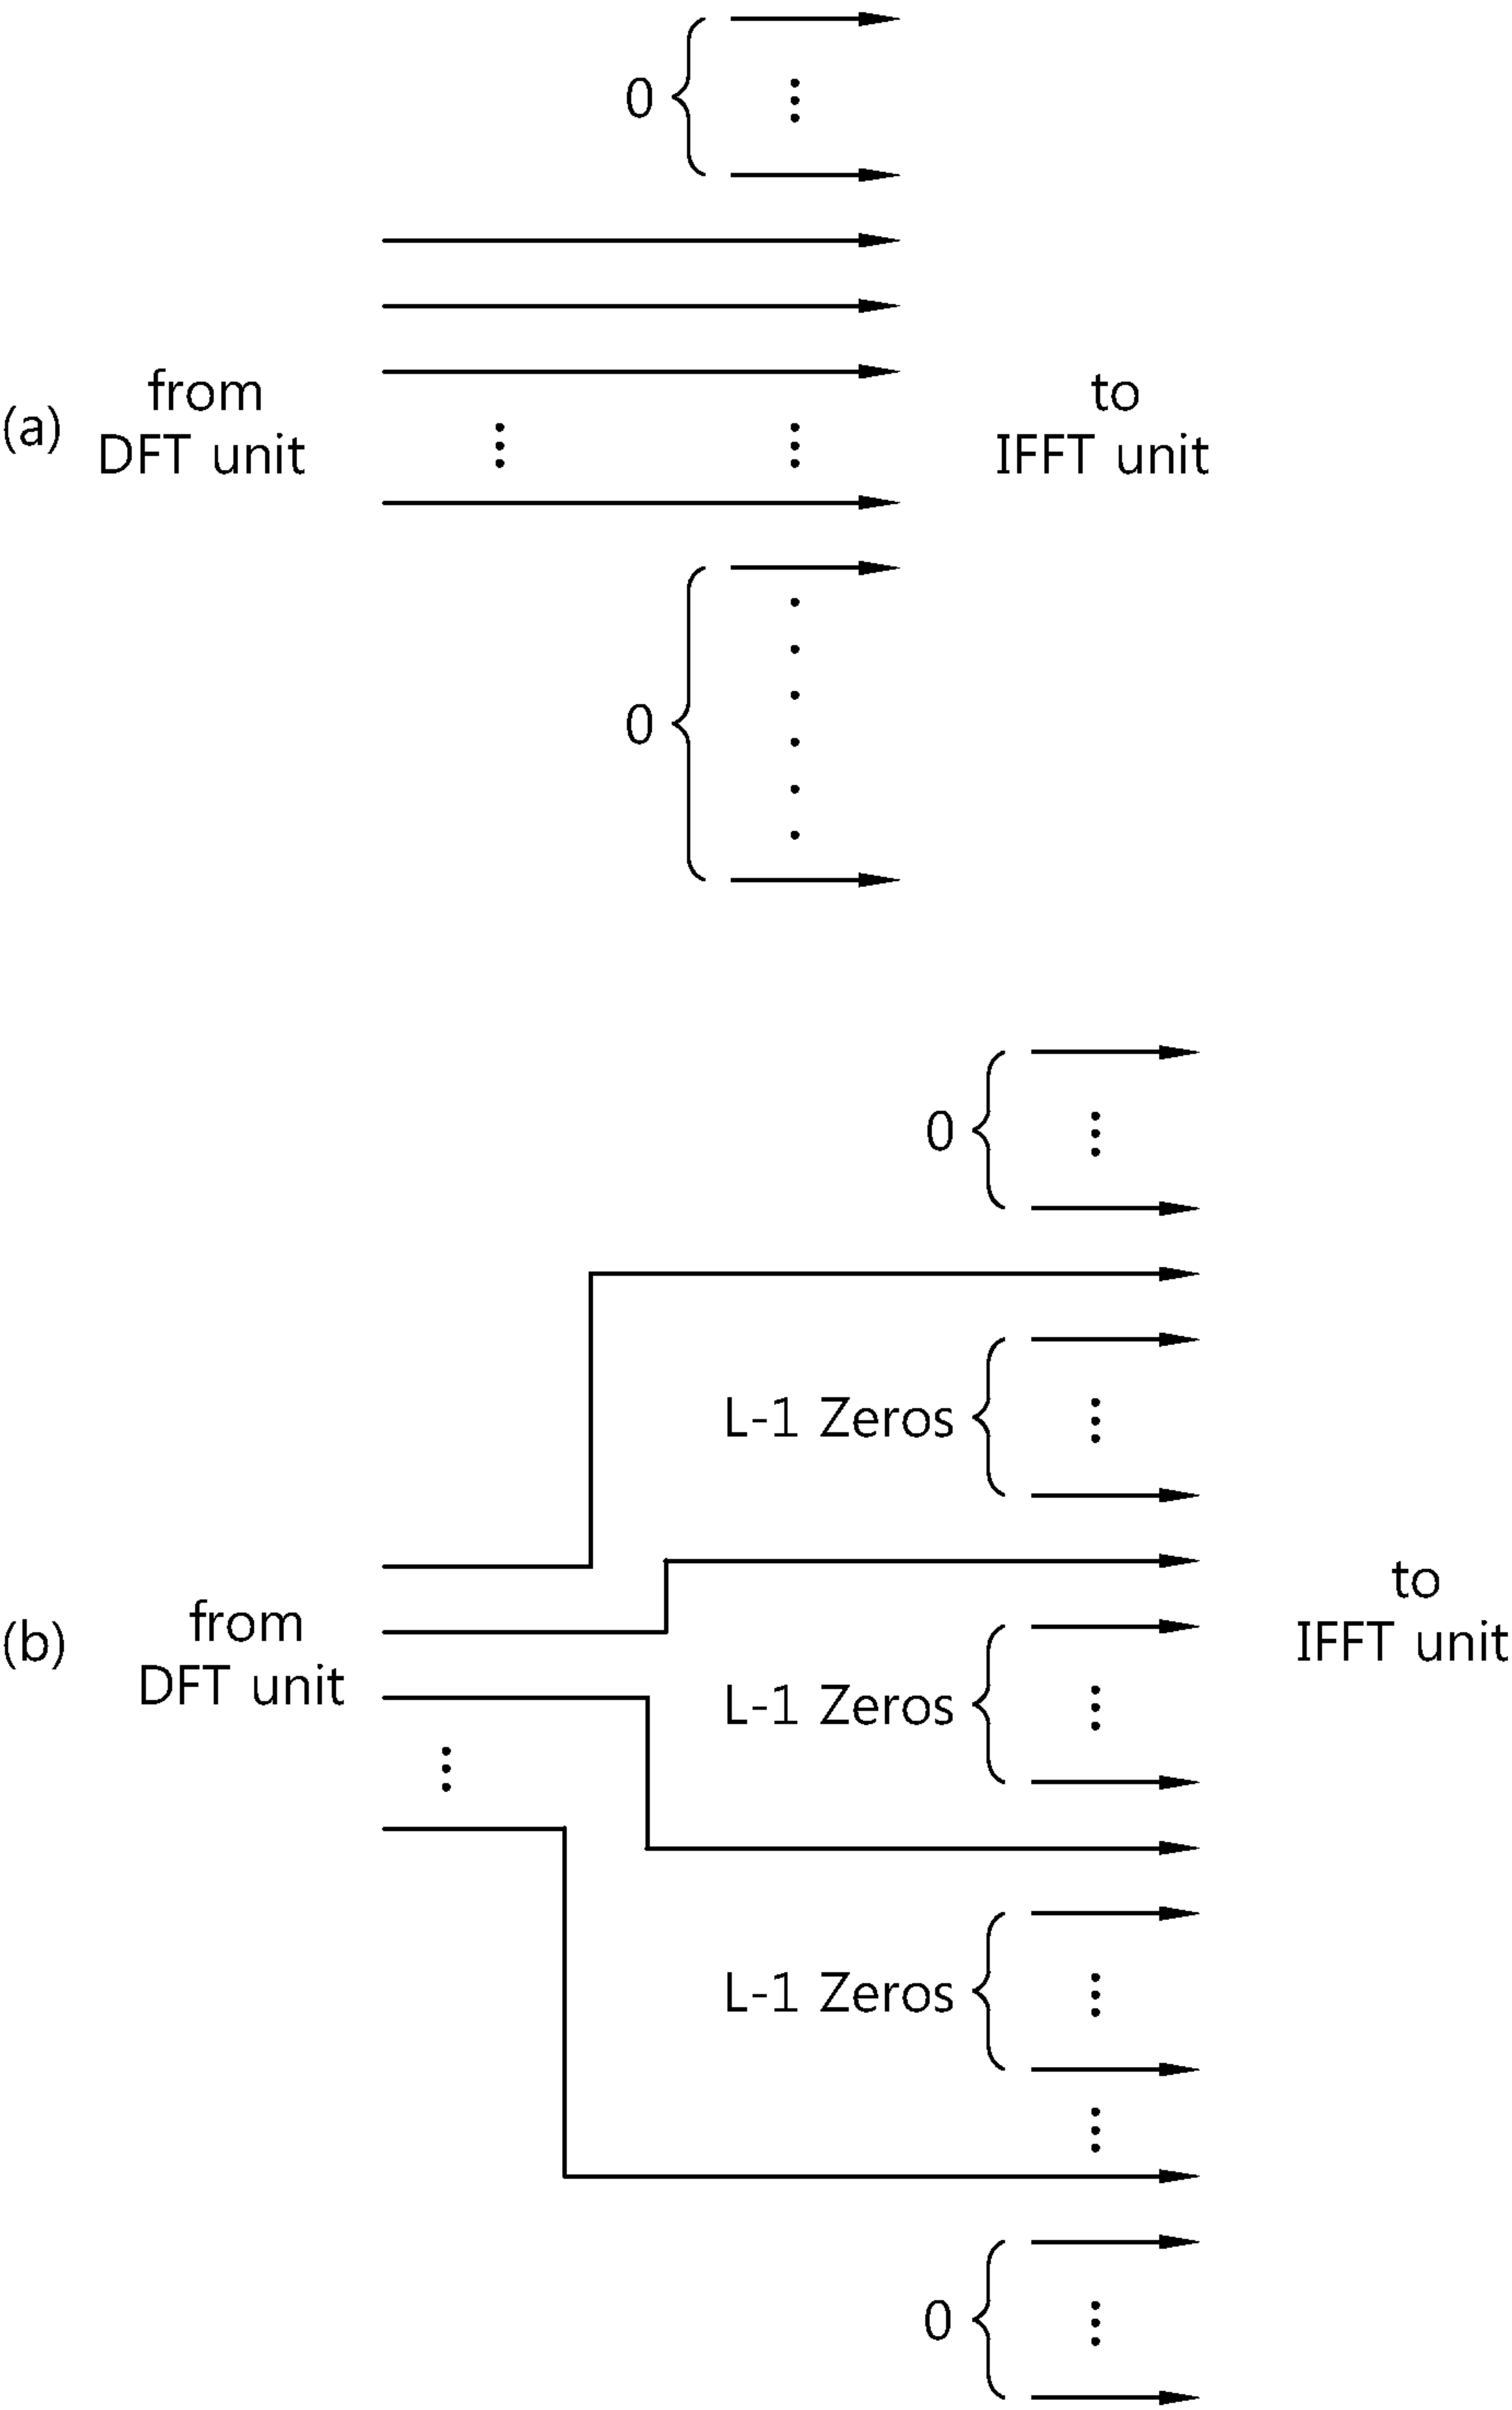 0
(a)
from
DFT unit
to
IFFT unit
0
0
L-1 Zeros
(b)
from
DFT unit
L-1 Zeros
to
IFFT unit
L-1 Zeros
0